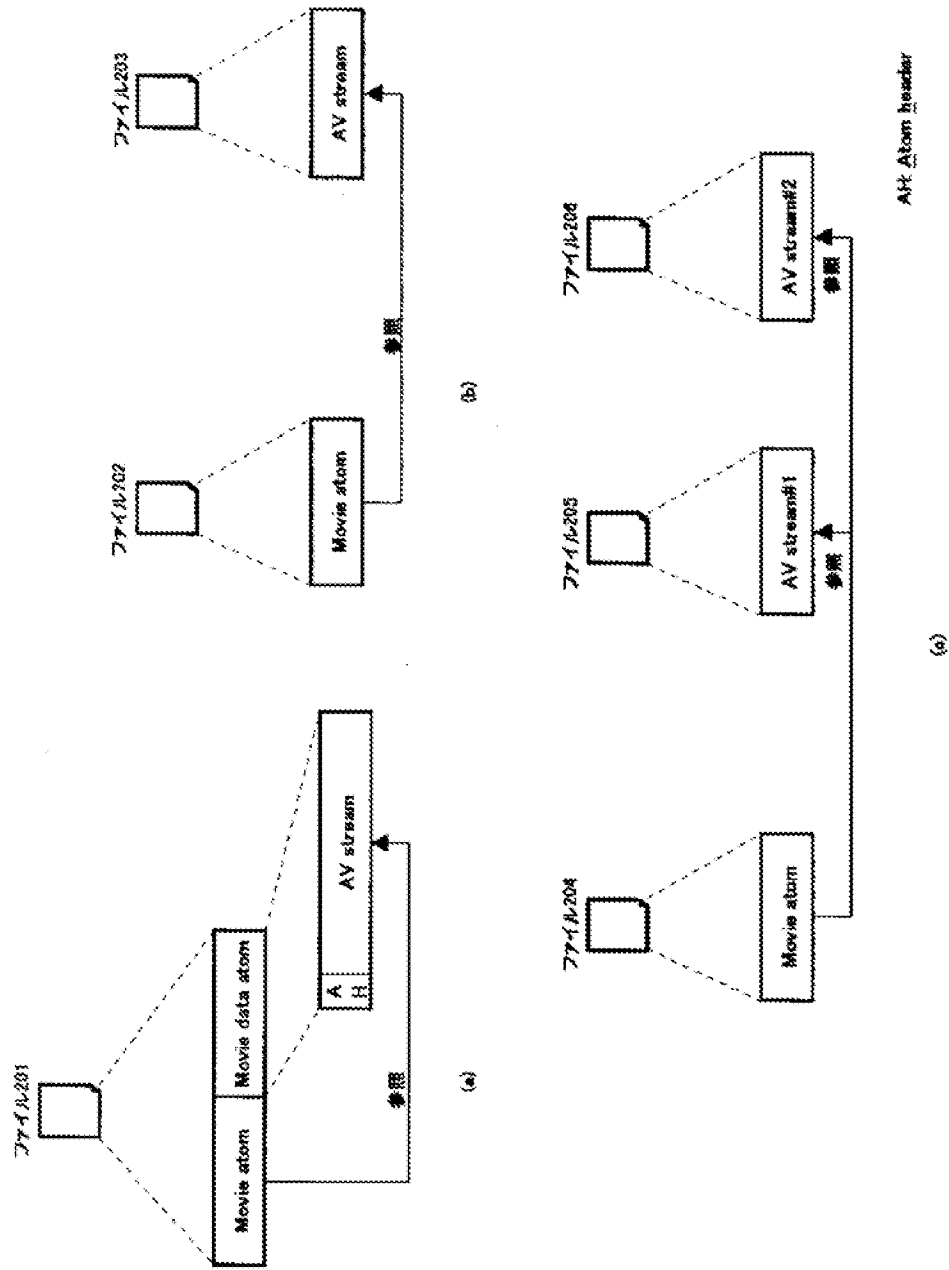 ファイル201
Movie atom
Movie data atom
A
H
AV stream
参照
(a)
ファイル202
Movie atom
ファイル203
AV stream
参照
(b)
ファイル204
Movie atom
ファイル205
AV stream#1
参照
ファイル206
AV stream#2
参照
AH: Atom header